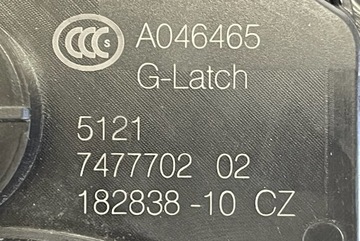 CCC S A046465
G-Latch
5121
7477702 02
182838 -10 CZ